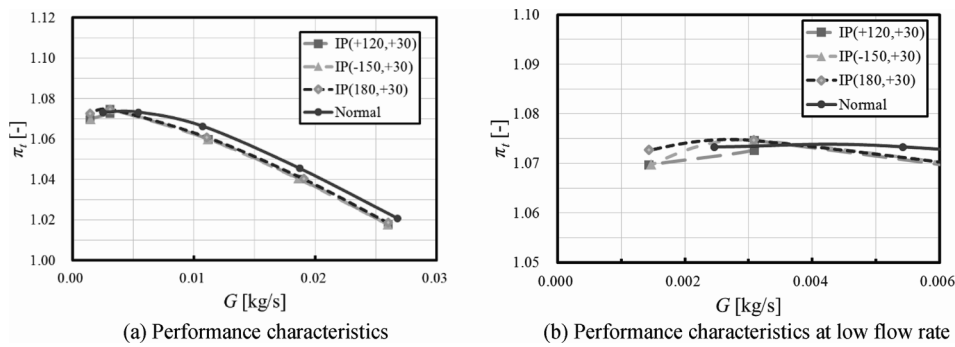 1.12
1.10
1.08
1.06
1.04
1.02
1.00
πt [-]
0.00
0.01
0.02
0.03
G [kg/s]
IP(+120,+30)
IP(-150,+30)
IP(180,+30)
Normal
(a) Performance characteristics
1.10
1.09
1.08
1.07
1.06
1.05
πt [-]
0.000
0.002
0.004
0.006
G [kg/s]
IP(+120,+30)
IP(-150,+30)
IP(180,+30)
Normal
(b) Performance characteristics at low flow rate